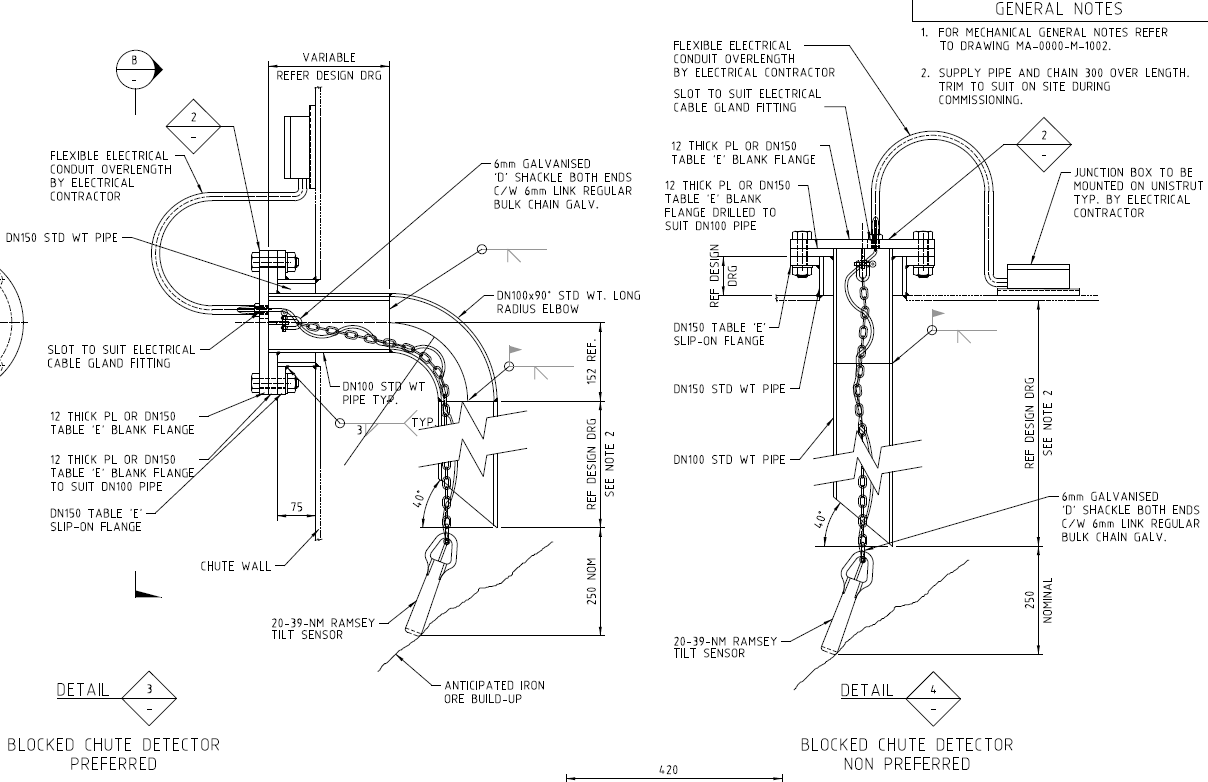 GENERAL NOTES
1. FOR MECHANICAL GENERAL NOTES REFER
TO DRAWING MA-0000-M-1002.
2. SUPPLY PIPE AND CHAIN 300 OVER LENGTH.
TRIM TO SUIT ON SITE DURING
COMMISSIONING.
B
-
VARIABLE
REFER DESIGN DRG
2
-
FLEXIBLE ELECTRICAL
CONDUIT OVERLENGTH
BY ELECTRICAL
CONTRACTOR
6mm GALVANISED
'D' SHACKLE BOTH ENDS
C/W 6mm LINK REGULAR
BULK CHAIN GALV.
DN150 STD WT PIPE
DN100x90° STD WT. LONG
RADIUS ELBOW
SLOT TO SUIT ELECTRICAL
CABLE GLAND FITTING
152 REF.
DN100 STD WT
PIPE TYP.
12 THICK PL OR DN150
TABLE 'E' BLANK FLANGE
3
TYP.
12 THICK PL OR DN150
TABLE 'E' BLANK FLANGE
TO SUIT DN100 PIPE
REF DESIGN DRG
SEE NOTE 2
40°
75
DN150 TABLE 'E'
SLIP-ON FLANGE
CHUTE WALL
250 NOM
20-39-NM RAMSEY
TILT SENSOR
ANTICIPATED IRON
ORE BUILD-UP
DETAIL
3
-
BLOCKED CHUTE DETECTOR
PREFERRED
FLEXIBLE ELECTRICAL
CONDUIT OVERLENGTH
BY ELECTRICAL CONTRACTOR
SLOT TO SUIT ELECTRICAL
CABLE GLAND FITTING
2
-
12 THICK PL OR DN150
TABLE 'E' BLANK FLANGE
12 THICK PL OR DN150
TABLE 'E' BLANK
FLANGE DRILLED TO
SUIT DN100 PIPE
JUNCTION BOX TO BE
MOUNTED ON UNISTRUT
TYP. BY ELECTRICAL
CONTRACTOR
REF DESIGN
DRG
DN150 TABLE 'E'
SLIP-ON FLANGE
DN150 STD WT PIPE
DN100 STD WT PIPE
REF DESIGN DRG
SEE NOTE 2
40°
6mm GALVANISED
'D' SHACKLE BOTH ENDS
C/W 6mm LINK REGULAR
BULK CHAIN GALV.
250
NOMINAL
20-39-NM RAMSEY
TILT SENSOR
DETAIL
4
-
BLOCKED CHUTE DETECTOR
NON PREFERRED
420